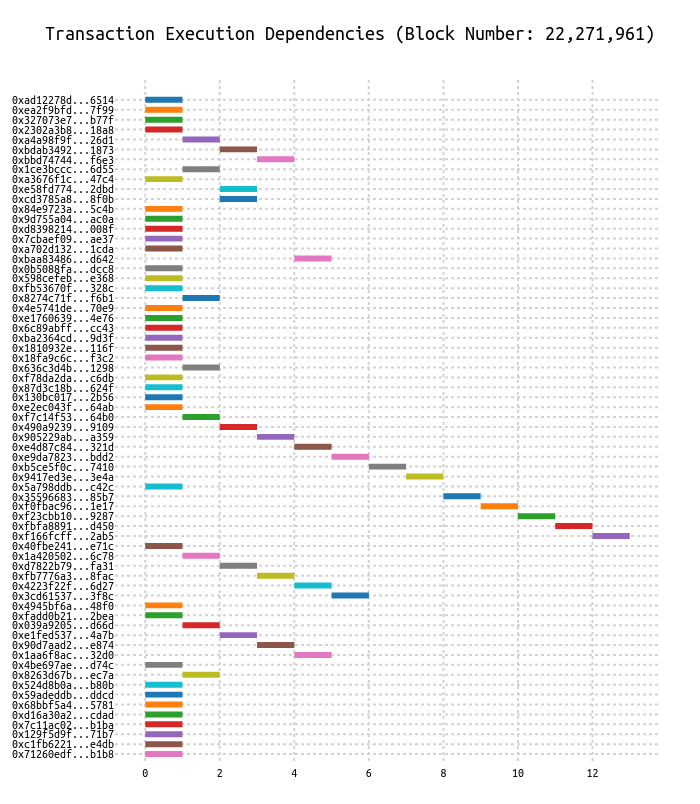 Transaction Execution Dependencies (Block Number: 22,271,961)
0xad12278d...6514
0xea2f9bfd...7f99
0x327073e7...b77f
0x2302a3b8...18a8
0xa4a98f9f...26d1
0xbdab3492...1873
0xbbd74744...f6e3
0x1ce3bccc...6d55
0xa3676f1c...47c4
0xe58fd774...2dbd
0xcd3785a8...8f0b
0x84e9723a...5c4b
0x9d755a04...ac0a
0xd8398214...008f
0x7cbaef09...ae37
0xa702d132...1cda
0xbaa83486...d642
0x0b5088fa...dcc8
0x598cefeb...e368
0xfb53670f...328c
0x8274c71f...f6b1
0x4e5741de...70e9
0xe1760639...4e76
0x6c89abff...cc43
0xba2364cd...9d3f
0x1810932e...116f
0x18fa9c6c...f3c2
0x636c3d4b...1298
0xf78da2da...c6db
0x87d3c18b...624f
0x130bc017...2b56
0xe2ec043f...64ab
0xf7c14f53...64b0
0x490a9239...9109
0x905229ab...a359
0xe4d87c84...321d
0xe9da7823...bdd2
0xb5ce5f0c...7410
0x9417ed3e...3e4a
0x5a798ddb...c42c
0x35596683...85b7
0xf0fbac96...1e17
0xf23cbb10...9287
0xfbfa8891...d450
0xf166fcff...2ab5
0x40fbe241...e71c
0x1a420502...6c78
0xd7822b79...fa31
0xfb7776a3...8fac
0x4223f22f...6d27
0x3cd61537...3f8c
0x4945bf6a...48f0
0xfadd0b21...2bea
0x039a9205...d66d
0xe1fed537...4a7b
0x90d7aad2...e874
0x1aa6f8ac...32d0
0x4be697ae...d74c
0x8263d67b...ec7a
0x524d8b0a...b80b
0x59adeddb...ddcd
0x68bbf5a4...5781
0xd16a30a2...cdad
0x7c11ac02...b1ba
0x129f5d9f...71b7
0xc1fb6221...e4db
0x71260edf...b1b8
0 2 4 6 8 10 12